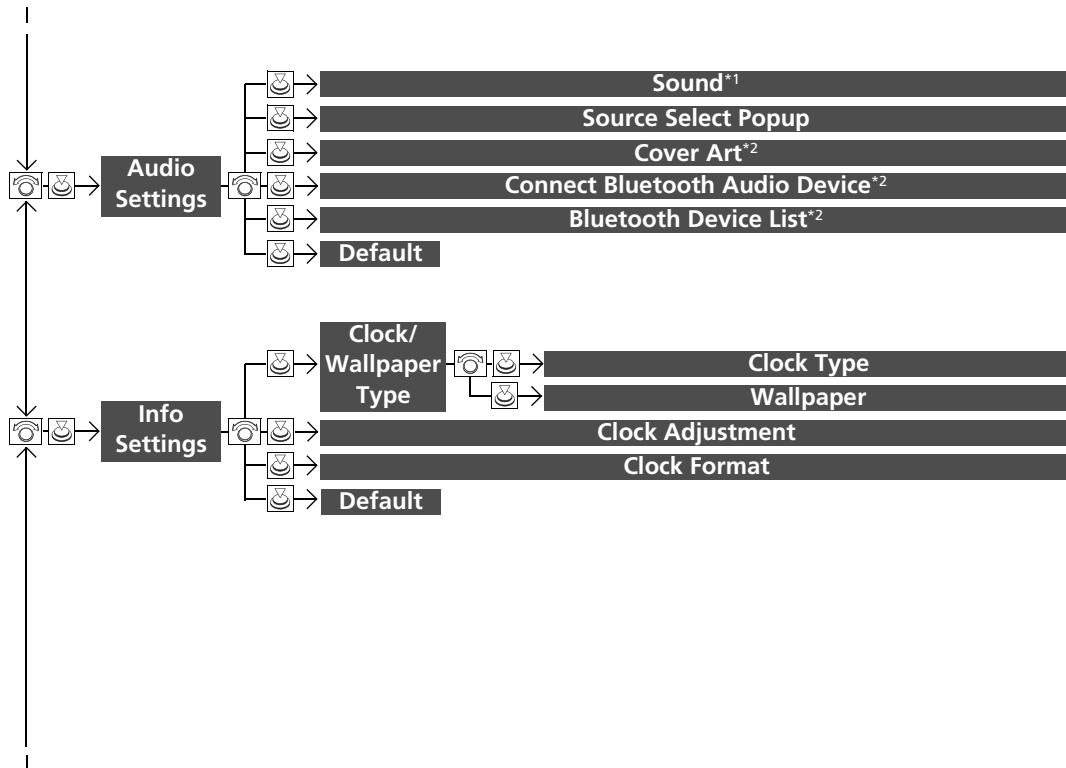 Audio
Settings
Sound*1
Source Select Popup
Cover Art*2
Connect Bluetooth Audio Device*2
Bluetooth Device List*2
Default
Info
Settings
Clock/
Wallpaper
Type
Clock Type
Wallpaper
Clock Adjustment
Clock Format
Default